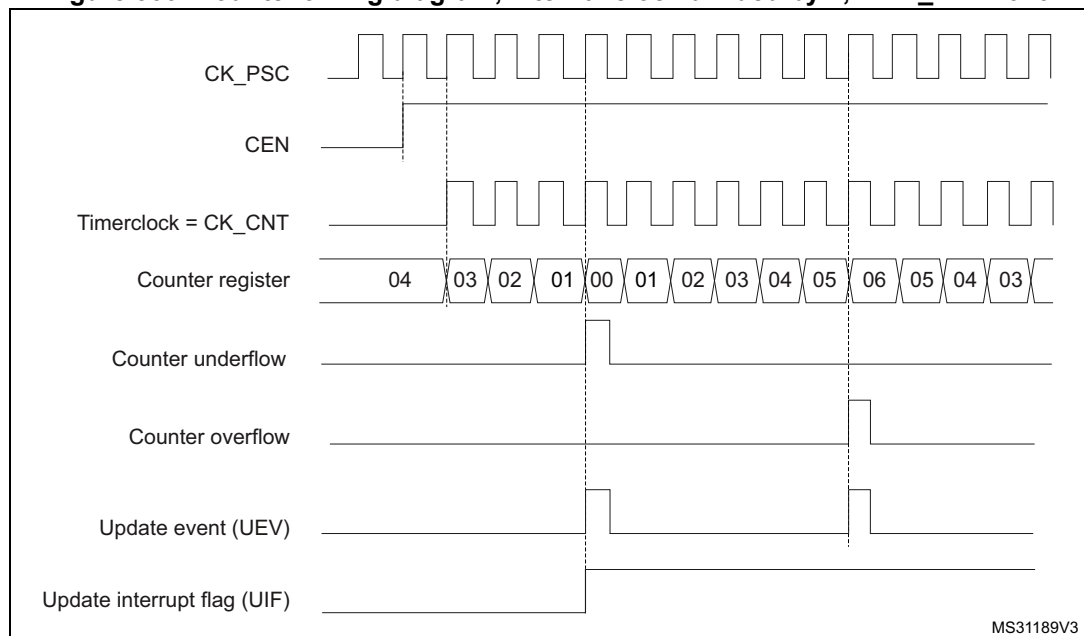 CK_PSC
CEN
Timerclock = CK_CNT
Counter register 04 03 02 01 00 01 02 03 04 05 06 05 04 03
Counter underflow
Counter overflow
Update event (UEV)
Update interrupt flag (UIF)
MS31189V3